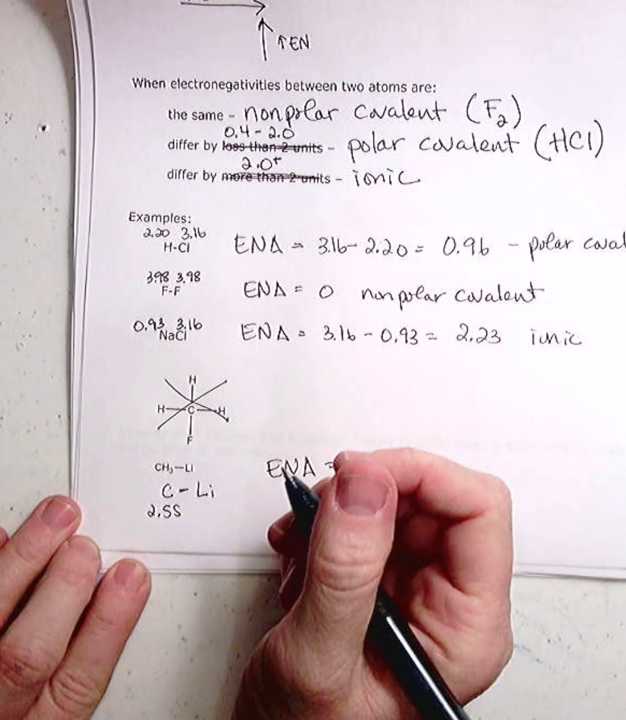 ↑EN
When electronegativities between two atoms are:
the same - nonpolar covalent (F₂)
0.4 - 2.0
differ by less than 2 units - polar covalent (HCl)
2.0+
differ by more than 2 units - ionic
Examples:
2.20 3.16
H-Cl ENΔ = 3.16 - 2.20 = 0.96 - polar coval
3.98 3.98
F-F ENΔ = 0 nonpolar covalent
0.93 3.16
NaCl ENΔ = 3.16 - 0.93 = 2.23 ionic
H
H-C-H
F
CH₃-Li ENΔ =
C - Li
2.55